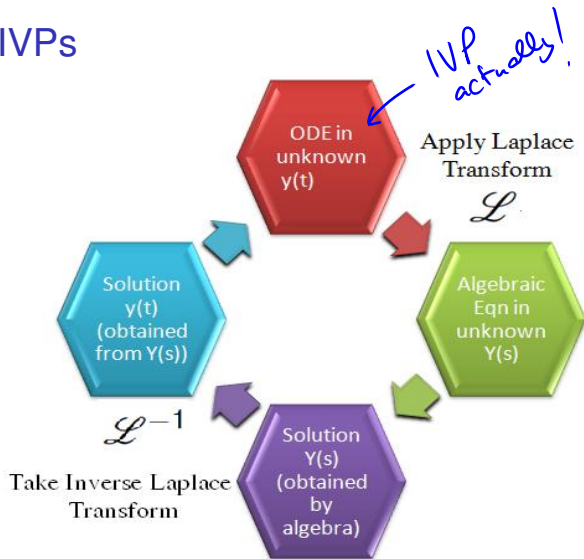 IVPs
IVP
actually!
ODE in
unknown
y(t)
Apply Laplace
Transform
ℒ.
Algebraic
Eqn in
unknown
Y(s)
Solution
Y(s)
(obtained
by
algebra)
ℒ⁻¹
Take Inverse Laplace
Transform
Solution
y(t)
(obtained
from Y(s))